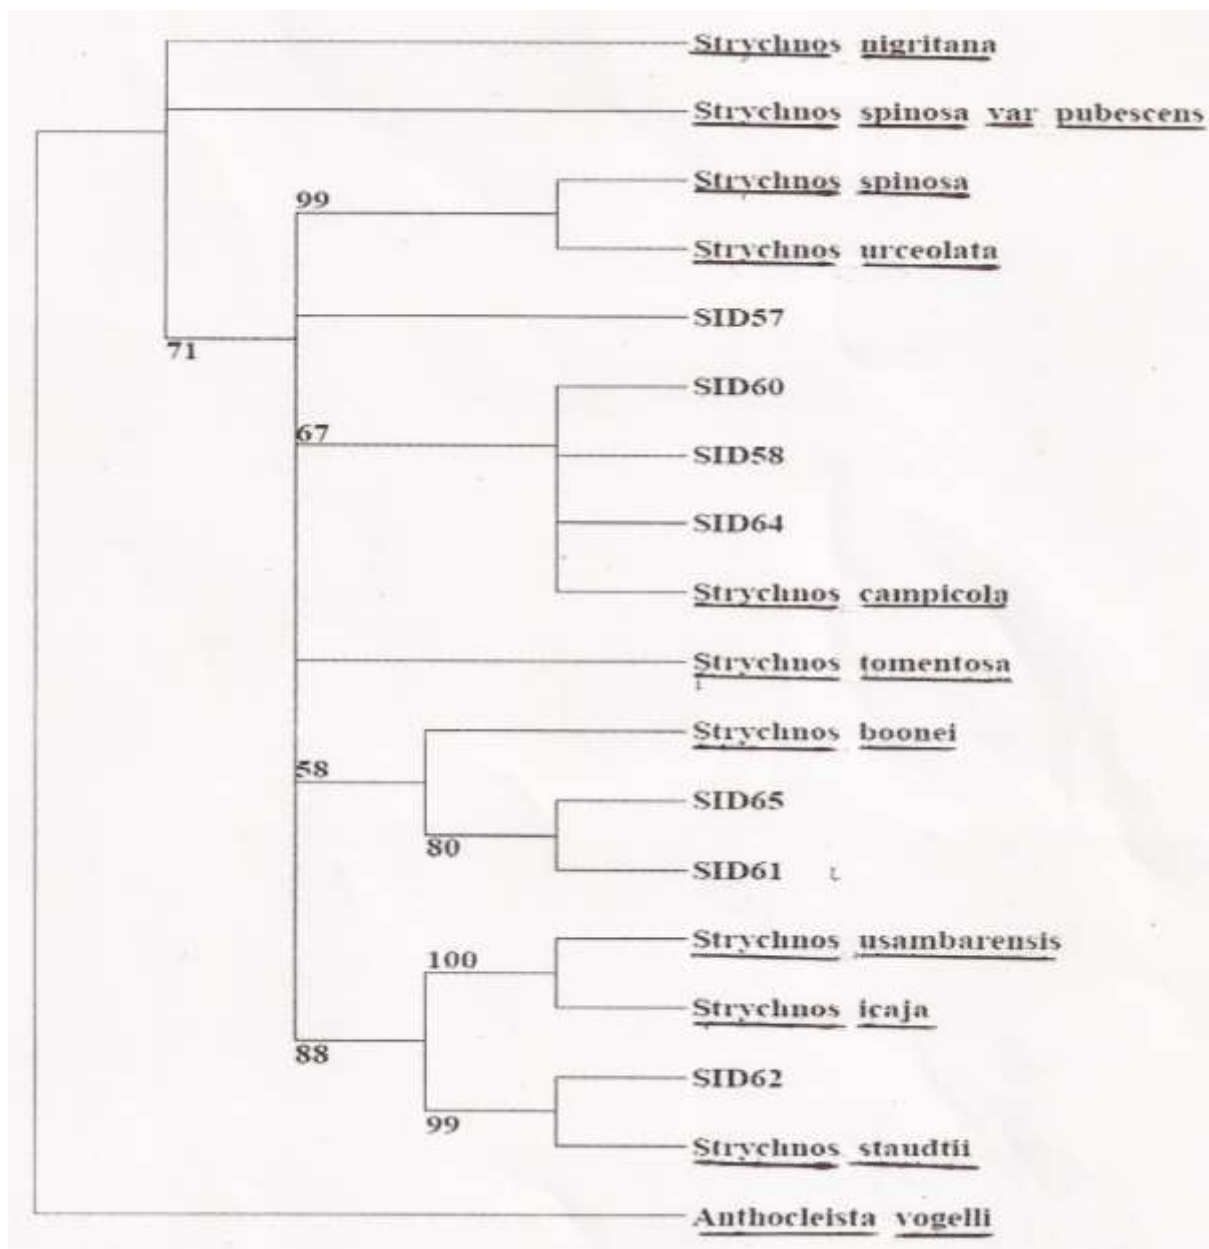 Strychnos nigritana
Strychnos spinosa var pubescens
99
Strychnos spinosa
Strychnos urceolata
SID57
71
SID60
67
SID58
SID64
Strychnos campicola
Strychnos tomentosa
Strychnos boonei
58
SID65
80
SID61
Strychnos usambarensis
100
Strychnos icaja
88
SID62
99
Strychnos staudtii
Anthocleista vogelli